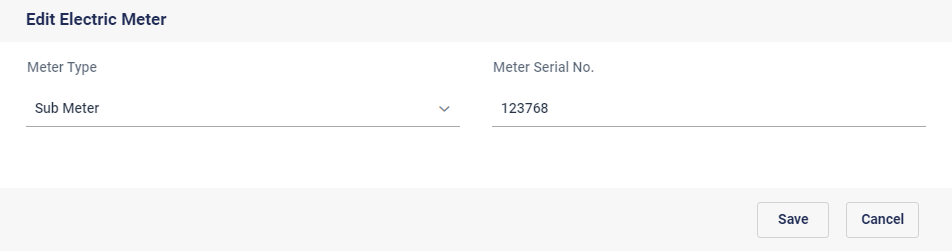 Edit Electric Meter
Meter Type
Meter Serial No.
Sub Meter
123768
Save
Cancel